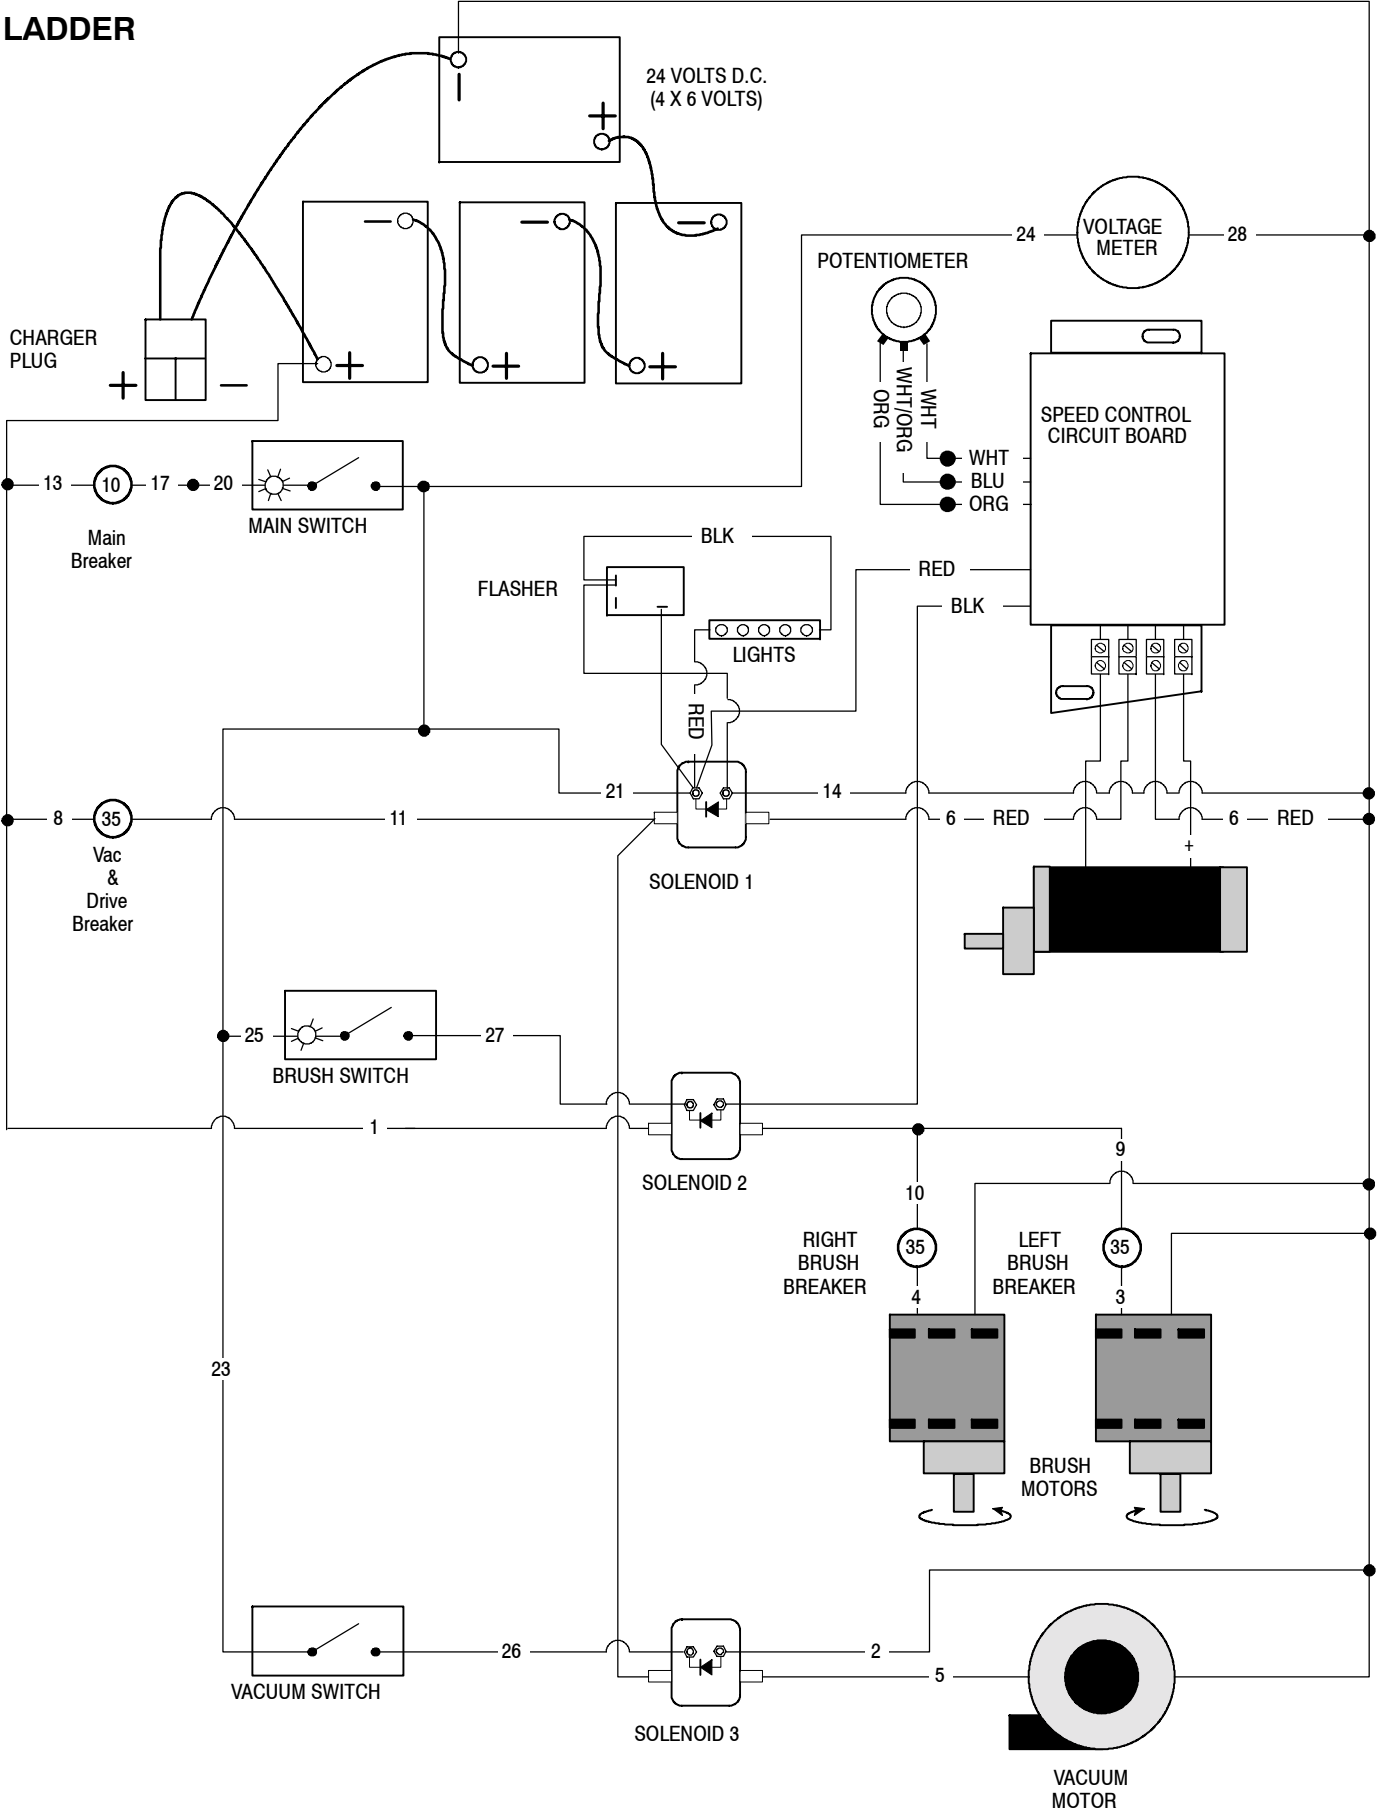 LADDER
24 VOLTS D.C.
(4 X 6 VOLTS)
+
+
+
+
CHARGER
PLUG
+ −
24
VOLTAGE
METER
28
POTENTIOMETER
ORG
WHT/ORG
WHT
WHT
BLU
ORG
SPEED CONTROL
CIRCUIT BOARD
13
10
17
20
MAIN SWITCH
Main
Breaker
BLK
FLASHER
LIGHTS
RED
RED
BLK
21
14
8
35
11
6
RED
6
RED
+
Vac
&
Drive
Breaker
SOLENOID 1
25
27
BRUSH SWITCH
1
SOLENOID 2
9
10
RIGHT
BRUSH
BREAKER
35
LEFT
BRUSH
BREAKER
35
4
3
23
BRUSH
MOTORS
26
2
5
VACUUM SWITCH
SOLENOID 3
VACUUM
MOTOR